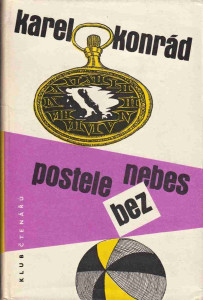 karel konrád
postele nebes
bez
KLUB ČTENÁŘŮ